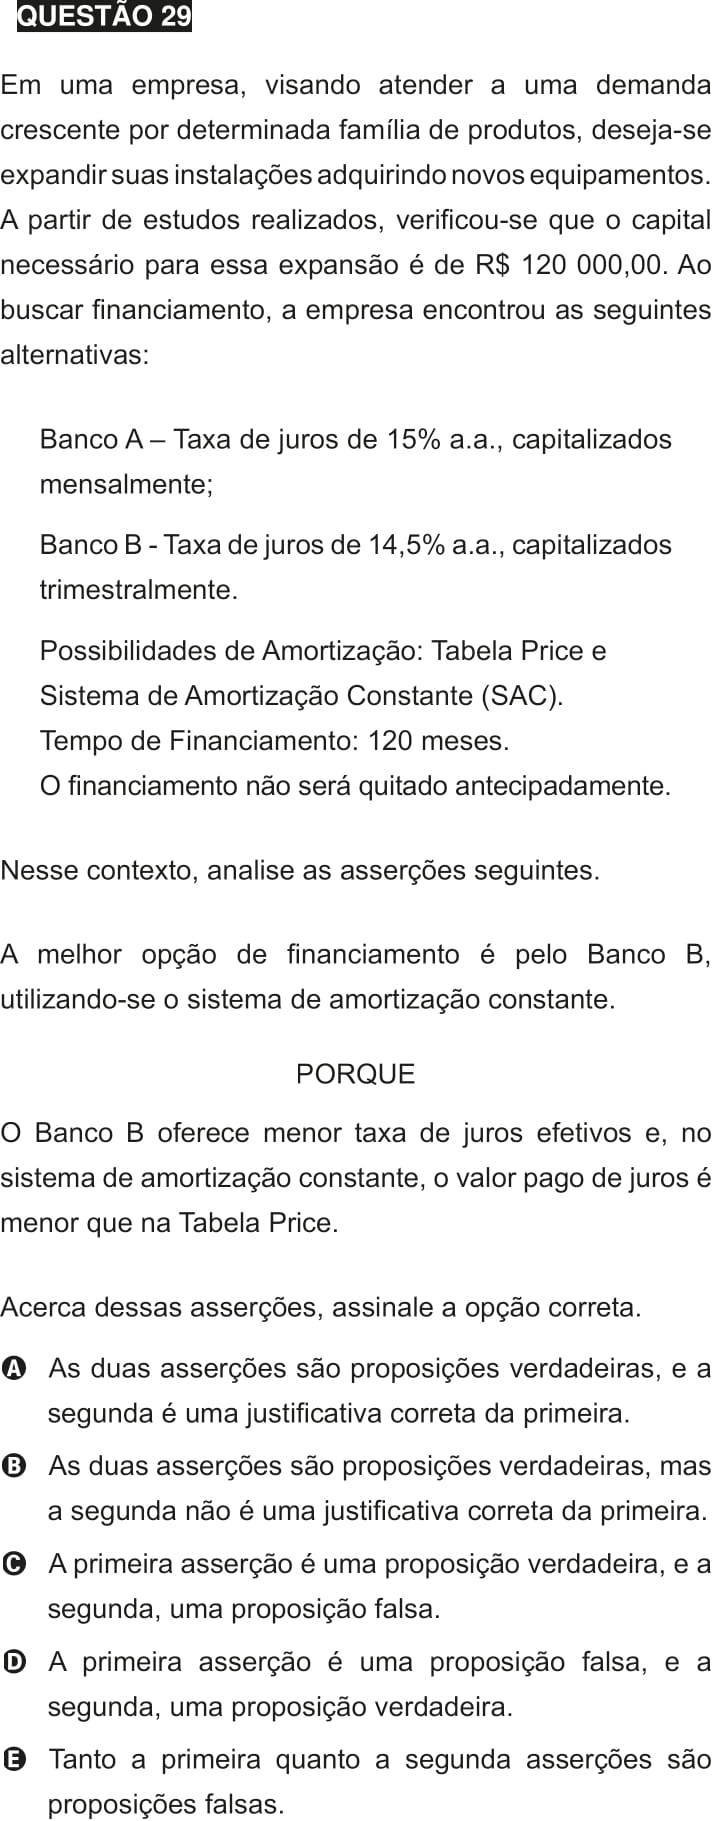 QUESTÃO 29
Em uma empresa, visando atender a uma demanda
crescente por determinada família de produtos, deseja-se
expandir suas instalações adquirindo novos equipamentos.
A partir de estudos realizados, verificou-se que o capital
necessário para essa expansão é de R$ 120 000,00. Ao
buscar financiamento, a empresa encontrou as seguintes
alternativas:
Banco A – Taxa de juros de 15% a.a., capitalizados
mensalmente;
Banco B - Taxa de juros de 14,5% a.a., capitalizados
trimestralmente.
Possibilidades de Amortização: Tabela Price e
Sistema de Amortização Constante (SAC).
Tempo de Financiamento: 120 meses.
O financiamento não será quitado antecipadamente.
Nesse contexto, analise as asserções seguintes.
A melhor opção de financiamento é pelo Banco B,
utilizando-se o sistema de amortização constante.
PORQUE
O Banco B oferece menor taxa de juros efetivos e, no
sistema de amortização constante, o valor pago de juros é
menor que na Tabela Price.
Acerca dessas asserções, assinale a opção correta.
A As duas asserções são proposições verdadeiras, e a
segunda é uma justificativa correta da primeira.
B As duas asserções são proposições verdadeiras, mas
a segunda não é uma justificativa correta da primeira.
C A primeira asserção é uma proposição verdadeira, e a
segunda, uma proposição falsa.
D A primeira asserção é uma proposição falsa, e a
segunda, uma proposição verdadeira.
E Tanto a primeira quanto a segunda asserções são
proposições falsas.